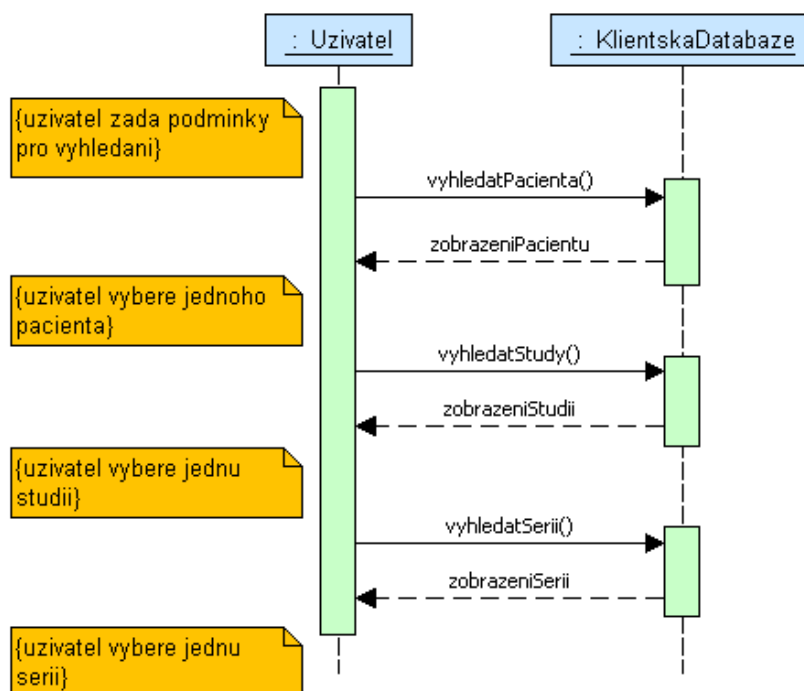 : Uzivatel
: KlientskaDatabaze
{uzivatel zada podminky
pro vyhledani}
vyhledatPacienta()
zobrazeniPacientu
{uzivatel vybere jednoho
pacienta}
vyhledatStudy()
zobrazeniStudii
{uzivatel vybere jednu
studii}
vyhledatSerii()
zobrazeniSerii
{uzivatel vybere jednu
serii}